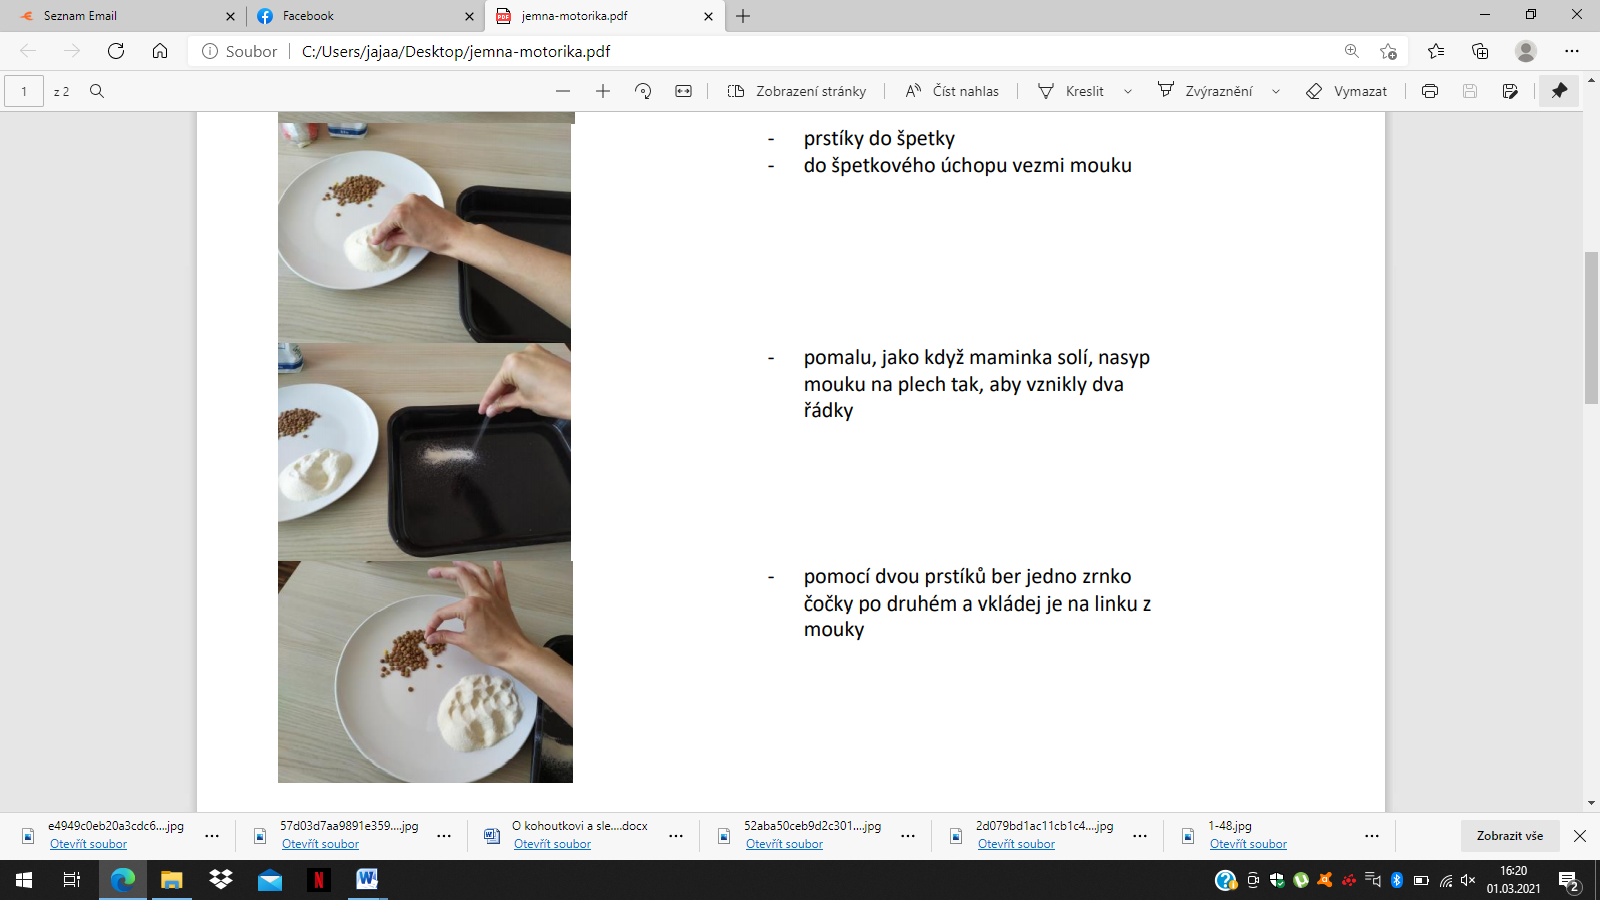 Seznam Email
Facebook
jemna-motorika.pdf
Soubor
C:/Users/jajaa/Desktop/jemna-motorika.pdf
1
z 2
Zobrazení stránky
Číst nahlas
Kreslit
Zvýraznění
Vymazat
- prstíky do špetky
- do špetkového úchopu vezmi mouku
- pomalu, jako když maminka solí, nasyp
mouku na plech tak, aby vznikly dva
řádky
- pomocí dvou prstíků ber jedno zrnko
čočky po druhém a vkládej je na linku z
mouky
e4949c0eb20a3cdc6....jpg
Otevřít soubor
57d03d7aa9891e359....jpg
Otevřít soubor
O kohoutkovi a sle....docx
Otevřít soubor
52aba50ceb9d2c301....jpg
Otevřít soubor
2d079bd1ac11cb1c4....jpg
Otevřít soubor
1-48.jpg
Otevřít soubor
Zobrazit vše
16:20
01.03.2021
2